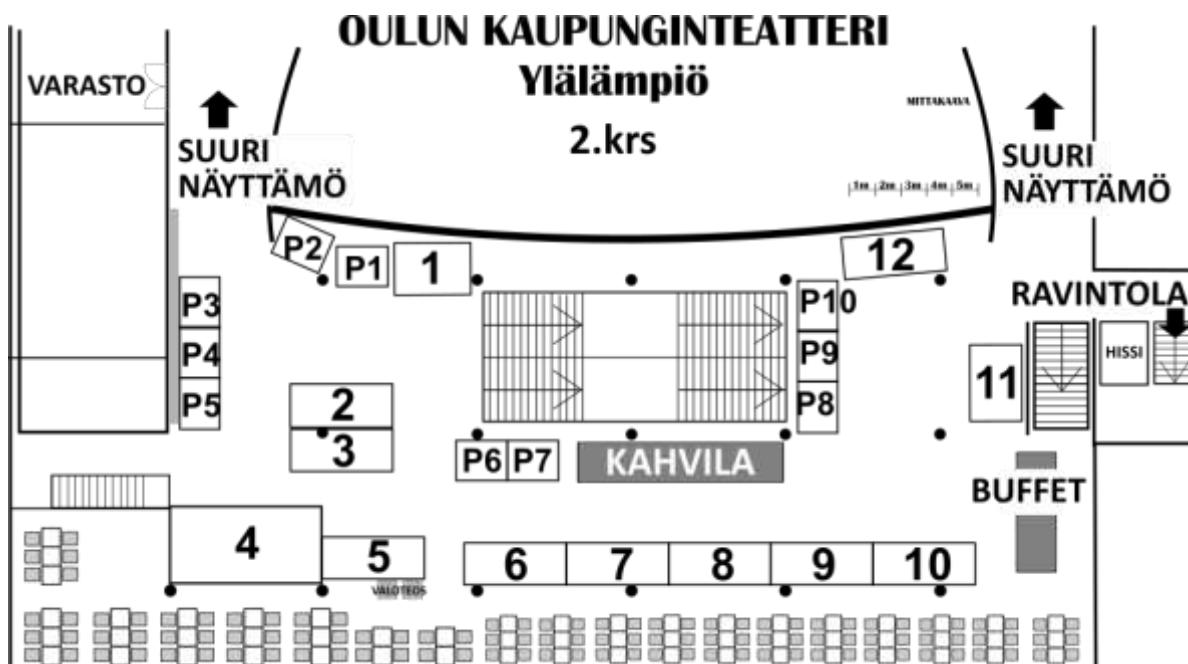 OULUN KAUPUNGINTEATTERI
Ylälämpiö
2.krs
VARASTO
SUURI
NÄYTTÄMÖ
MITTAKAAVA
1m 2m 3m 4m 5m
SUURI
NÄYTTÄMÖ
P2
P1
1
12
P3
P4
P5
P10
P9
P8
RAVINTOLA
HISSI
11
2
3
P6 P7
KAHVILA
BUFFET
4
5
VALOTEOS
6 7 8 9 10